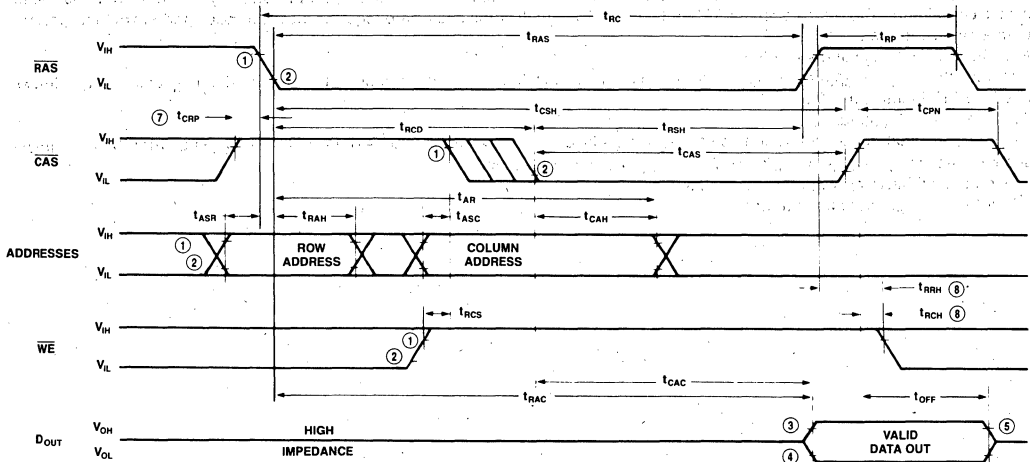 tRC
tRAS
tRP
RAS
VIH
VIL
①
②
tCSH
tCPN
⑦ tCRP
tRCD
tRSH
CAS
VIH
VIL
①
②
tCAS
tAR
tASR
tRAH
tASC
tCAH
ADDRESSES
VIH
VIL
①
②
ROW
ADDRESS
COLUMN
ADDRESS
tRRH ⑧
tRCS
tRCH ⑧
WE
VIH
VIL
①
②
tCAC
tRAC
tOFF
DOUT
VOH
VOL
HIGH
IMPEDANCE
③
④
VALID
DATA OUT
⑤